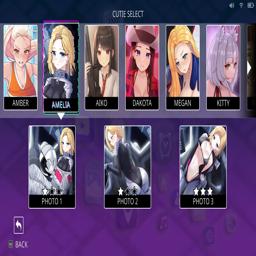 CUTIE SELECT
AMBER
AMELIA
AIKO
DAKOTA
MEGAN
KITTY
PHOTO 1
PHOTO 2
PHOTO 3
BACK